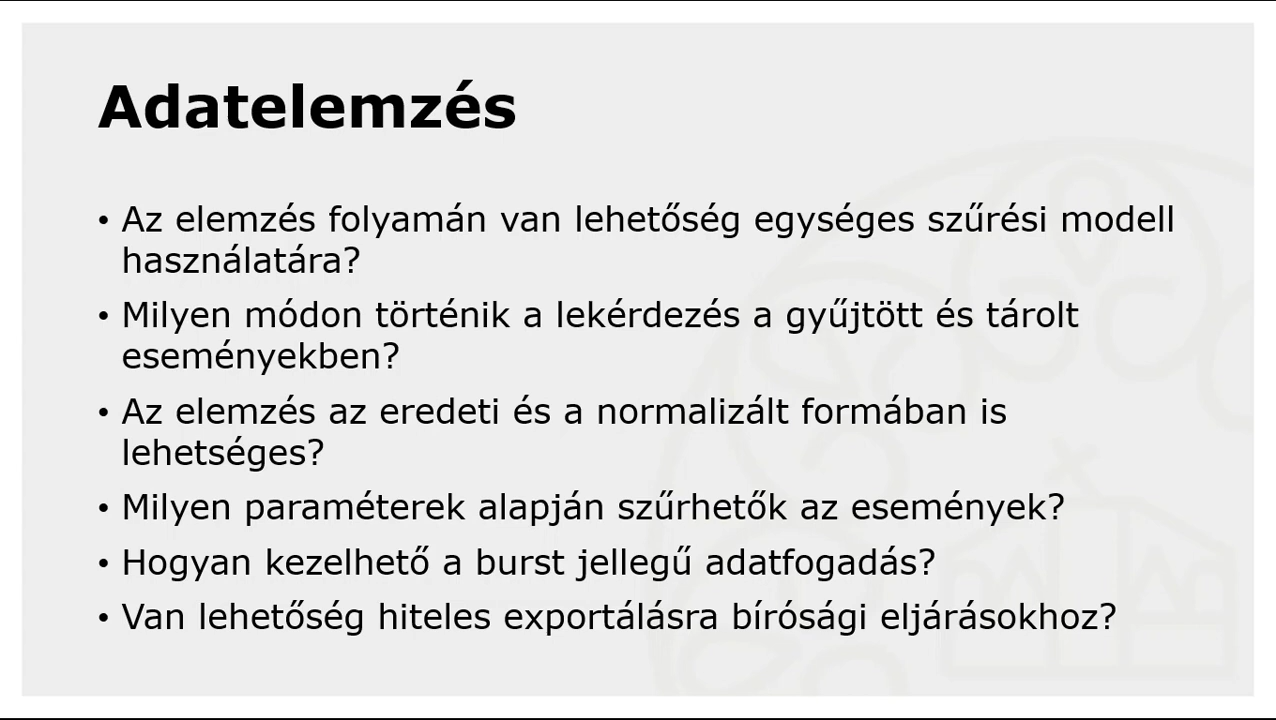 Adatelemzés
• Az elemzés folyamán van lehetőség egységes szűrési modell
használatára?
• Milyen módon történik a lekérdezés a gyűjtött és tárolt
eseményekben?
• Az elemzés az eredeti és a normalizált formában is
lehetséges?
• Milyen paraméterek alapján szűrhetők az események?
• Hogyan kezelhető a burst jellegű adatfogadás?
• Van lehetőség hiteles exportálásra bírósági eljárásokhoz?